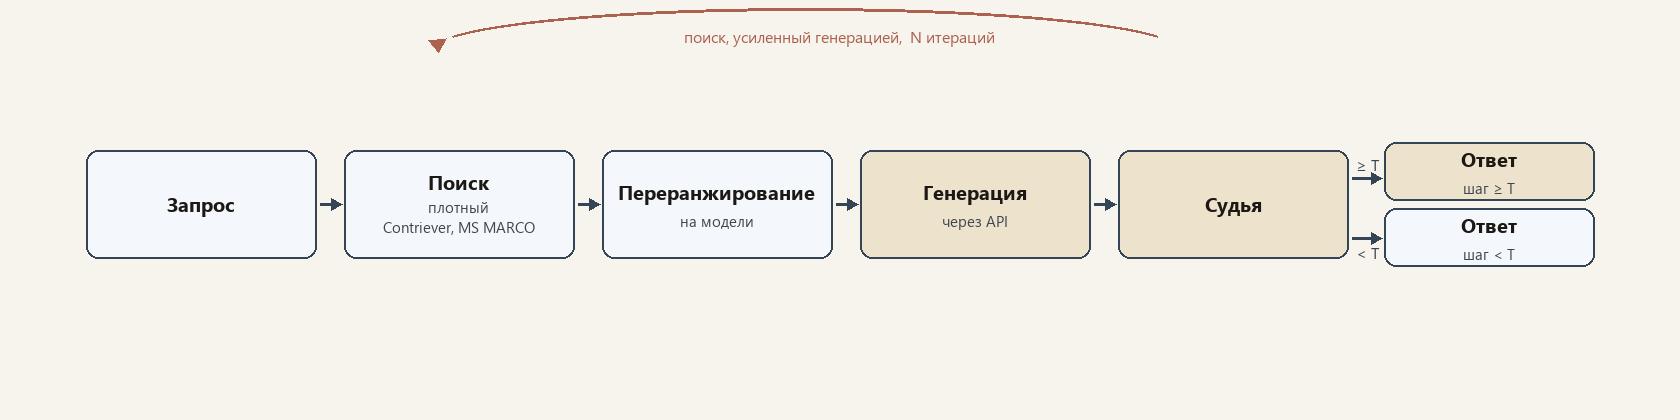 поиск, усиленный генерацией, N итераций
Запрос
Поиск
плотный
Contriever, MS MARCO
Переранжирование
на модели
Генерация
через API
Судья
≥ T
< T
Ответ
шаг ≥ T
Ответ
шаг < T